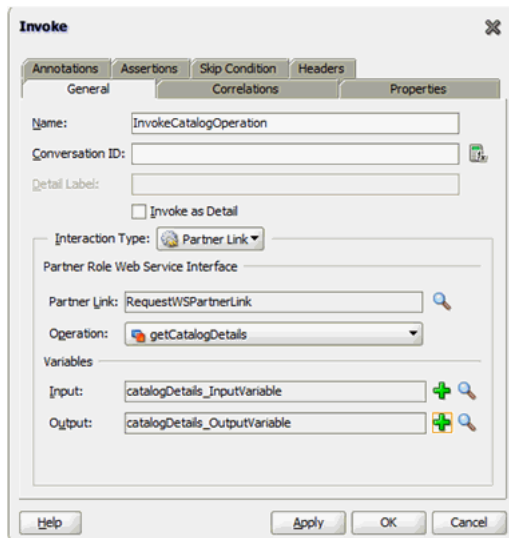 Invoke
Annotations Assertions Skip Condition Headers
General Correlations Properties
Name: InvokeCatalogOperation
Conversation ID:
Detail Label:
Invoke as Detail
Interaction Type: Partner Link
Partner Role Web Service Interface
Partner Link: RequestWSPartnerLink
Operation: getCatalogDetails
Variables
Input: catalogDetails_InputVariable
Output: catalogDetails_OutputVariable
Help Apply OK Cancel